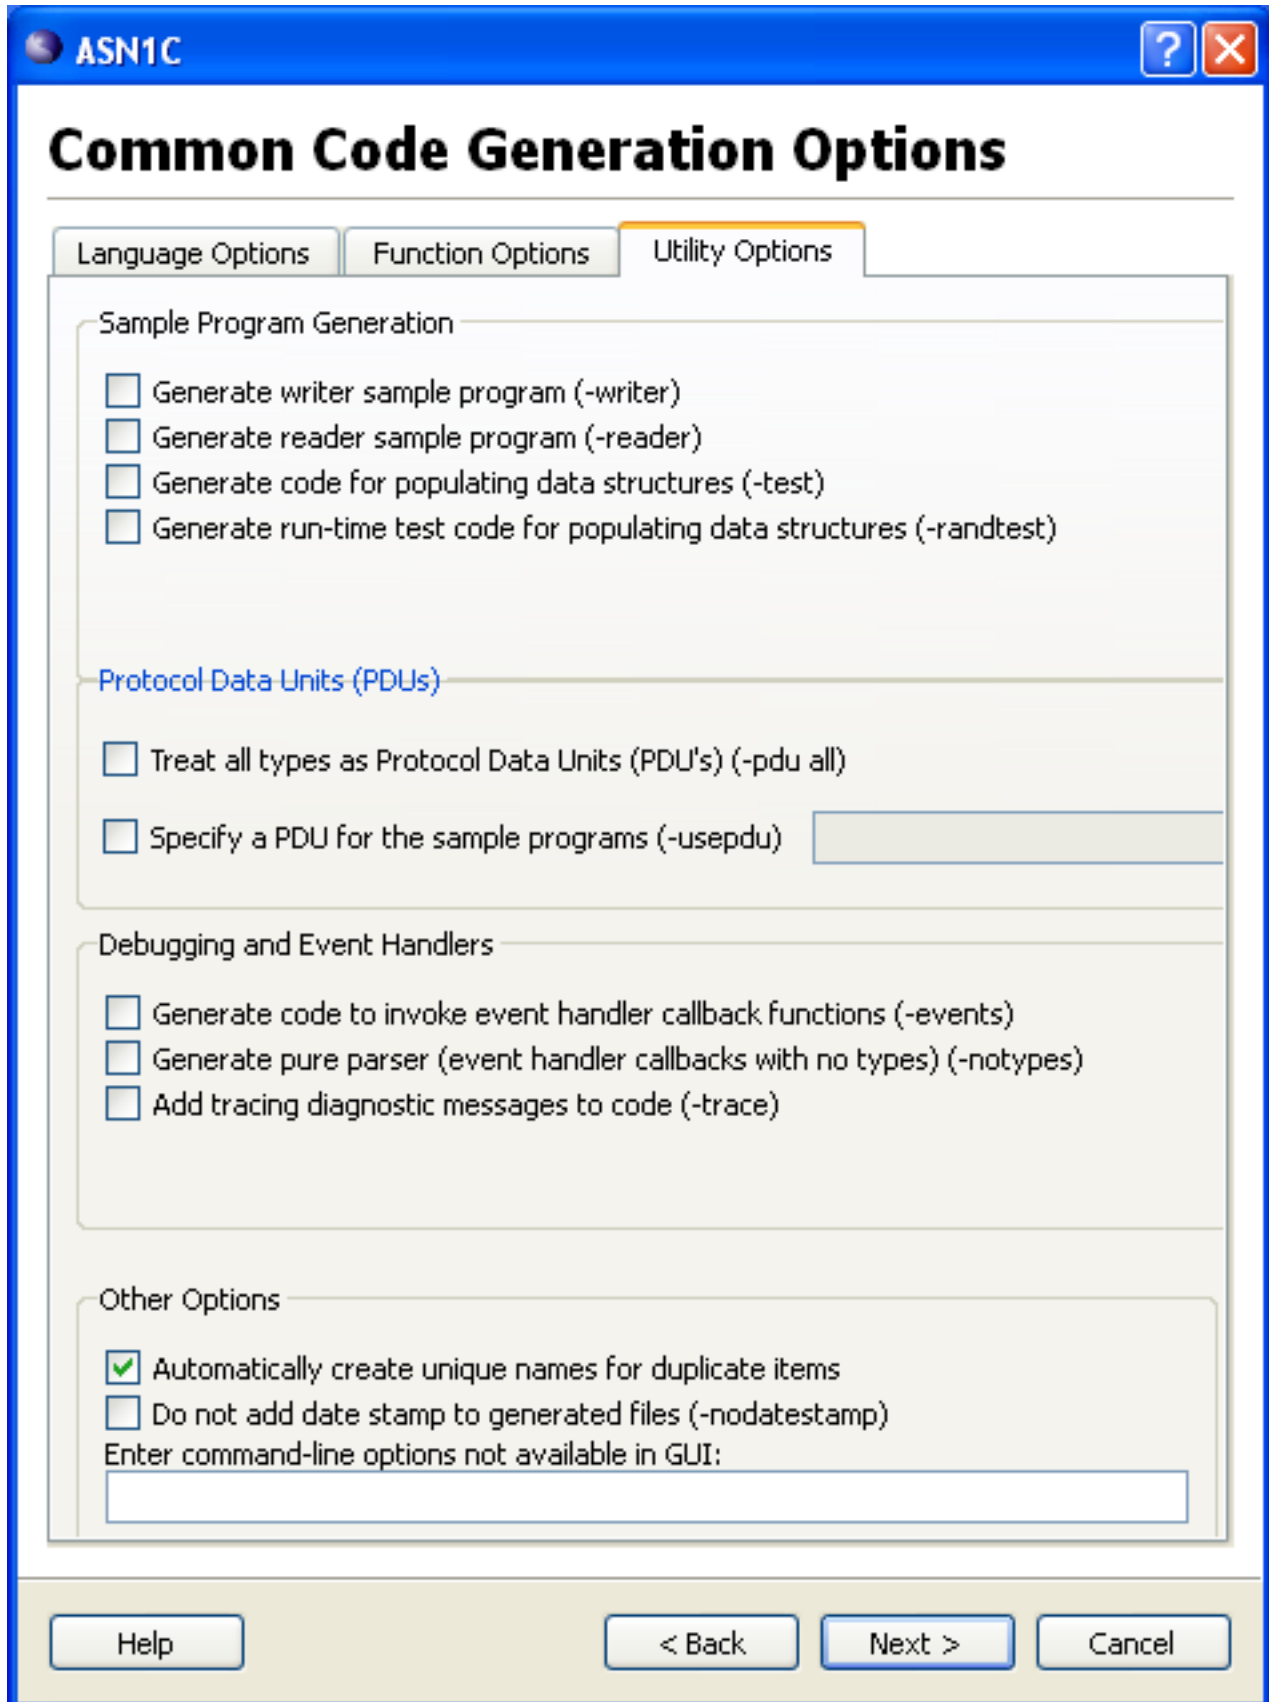 ASN1C
?
Common Code Generation Options
Language Options
Function Options
Utility Options
Sample Program Generation
Generate writer sample program (-writer)
Generate reader sample program (-reader)
Generate code for populating data structures (-test)
Generate run-time test code for populating data structures (-randtest)
Protocol Data Units (PDUs)
Treat all types as Protocol Data Units (PDU's) (-pdu all)
Specify a PDU for the sample programs (-usepdu)
Debugging and Event Handlers
Generate code to invoke event handler callback functions (-events)
Generate pure parser (event handler callbacks with no types) (-notypes)
Add tracing diagnostic messages to code (-trace)
Other Options
Automatically create unique names for duplicate items
Do not add date stamp to generated files (-nodatestamp)
Enter command-line options not available in GUI:
Help
< Back
Next >
Cancel